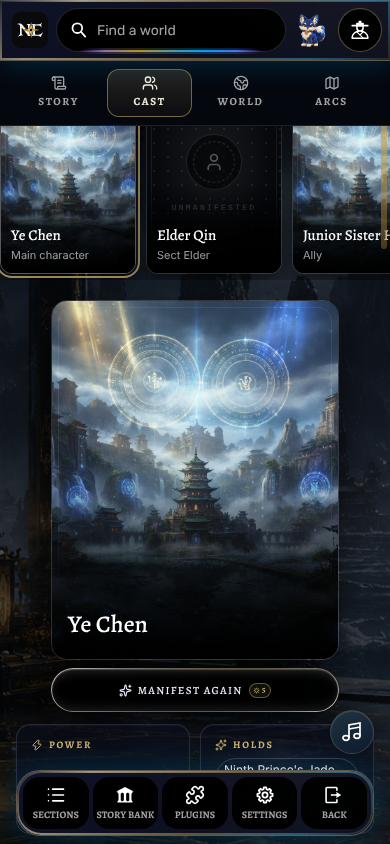 NE
Find a world
STORY
CAST
WORLD
ARCS
Ye Chen
Main character
UNMANIFESTED
Elder Qin
Sect Elder
Junior Sister
Ally
Ye Chen
MANIFEST AGAIN
5
POWER
HOLDS
Ninth Prince's Jade
SECTIONS
STORY BANK
PLUGINS
SETTINGS
BACK